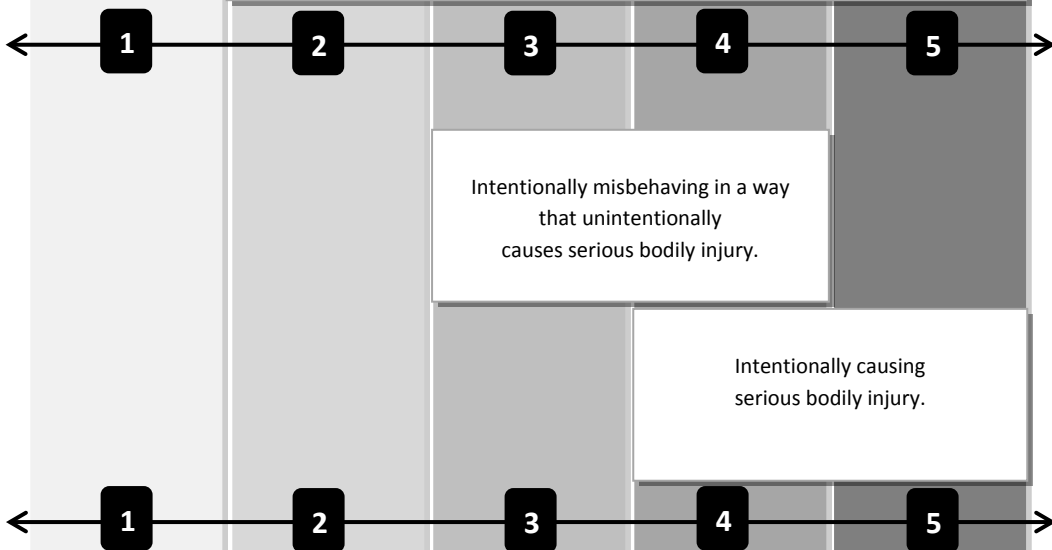 1 2 3 4 5
Intentionally misbehaving in a way
that unintentionally
causes serious bodily injury.
Intentionally causing
serious bodily injury.
1 2 3 4 5